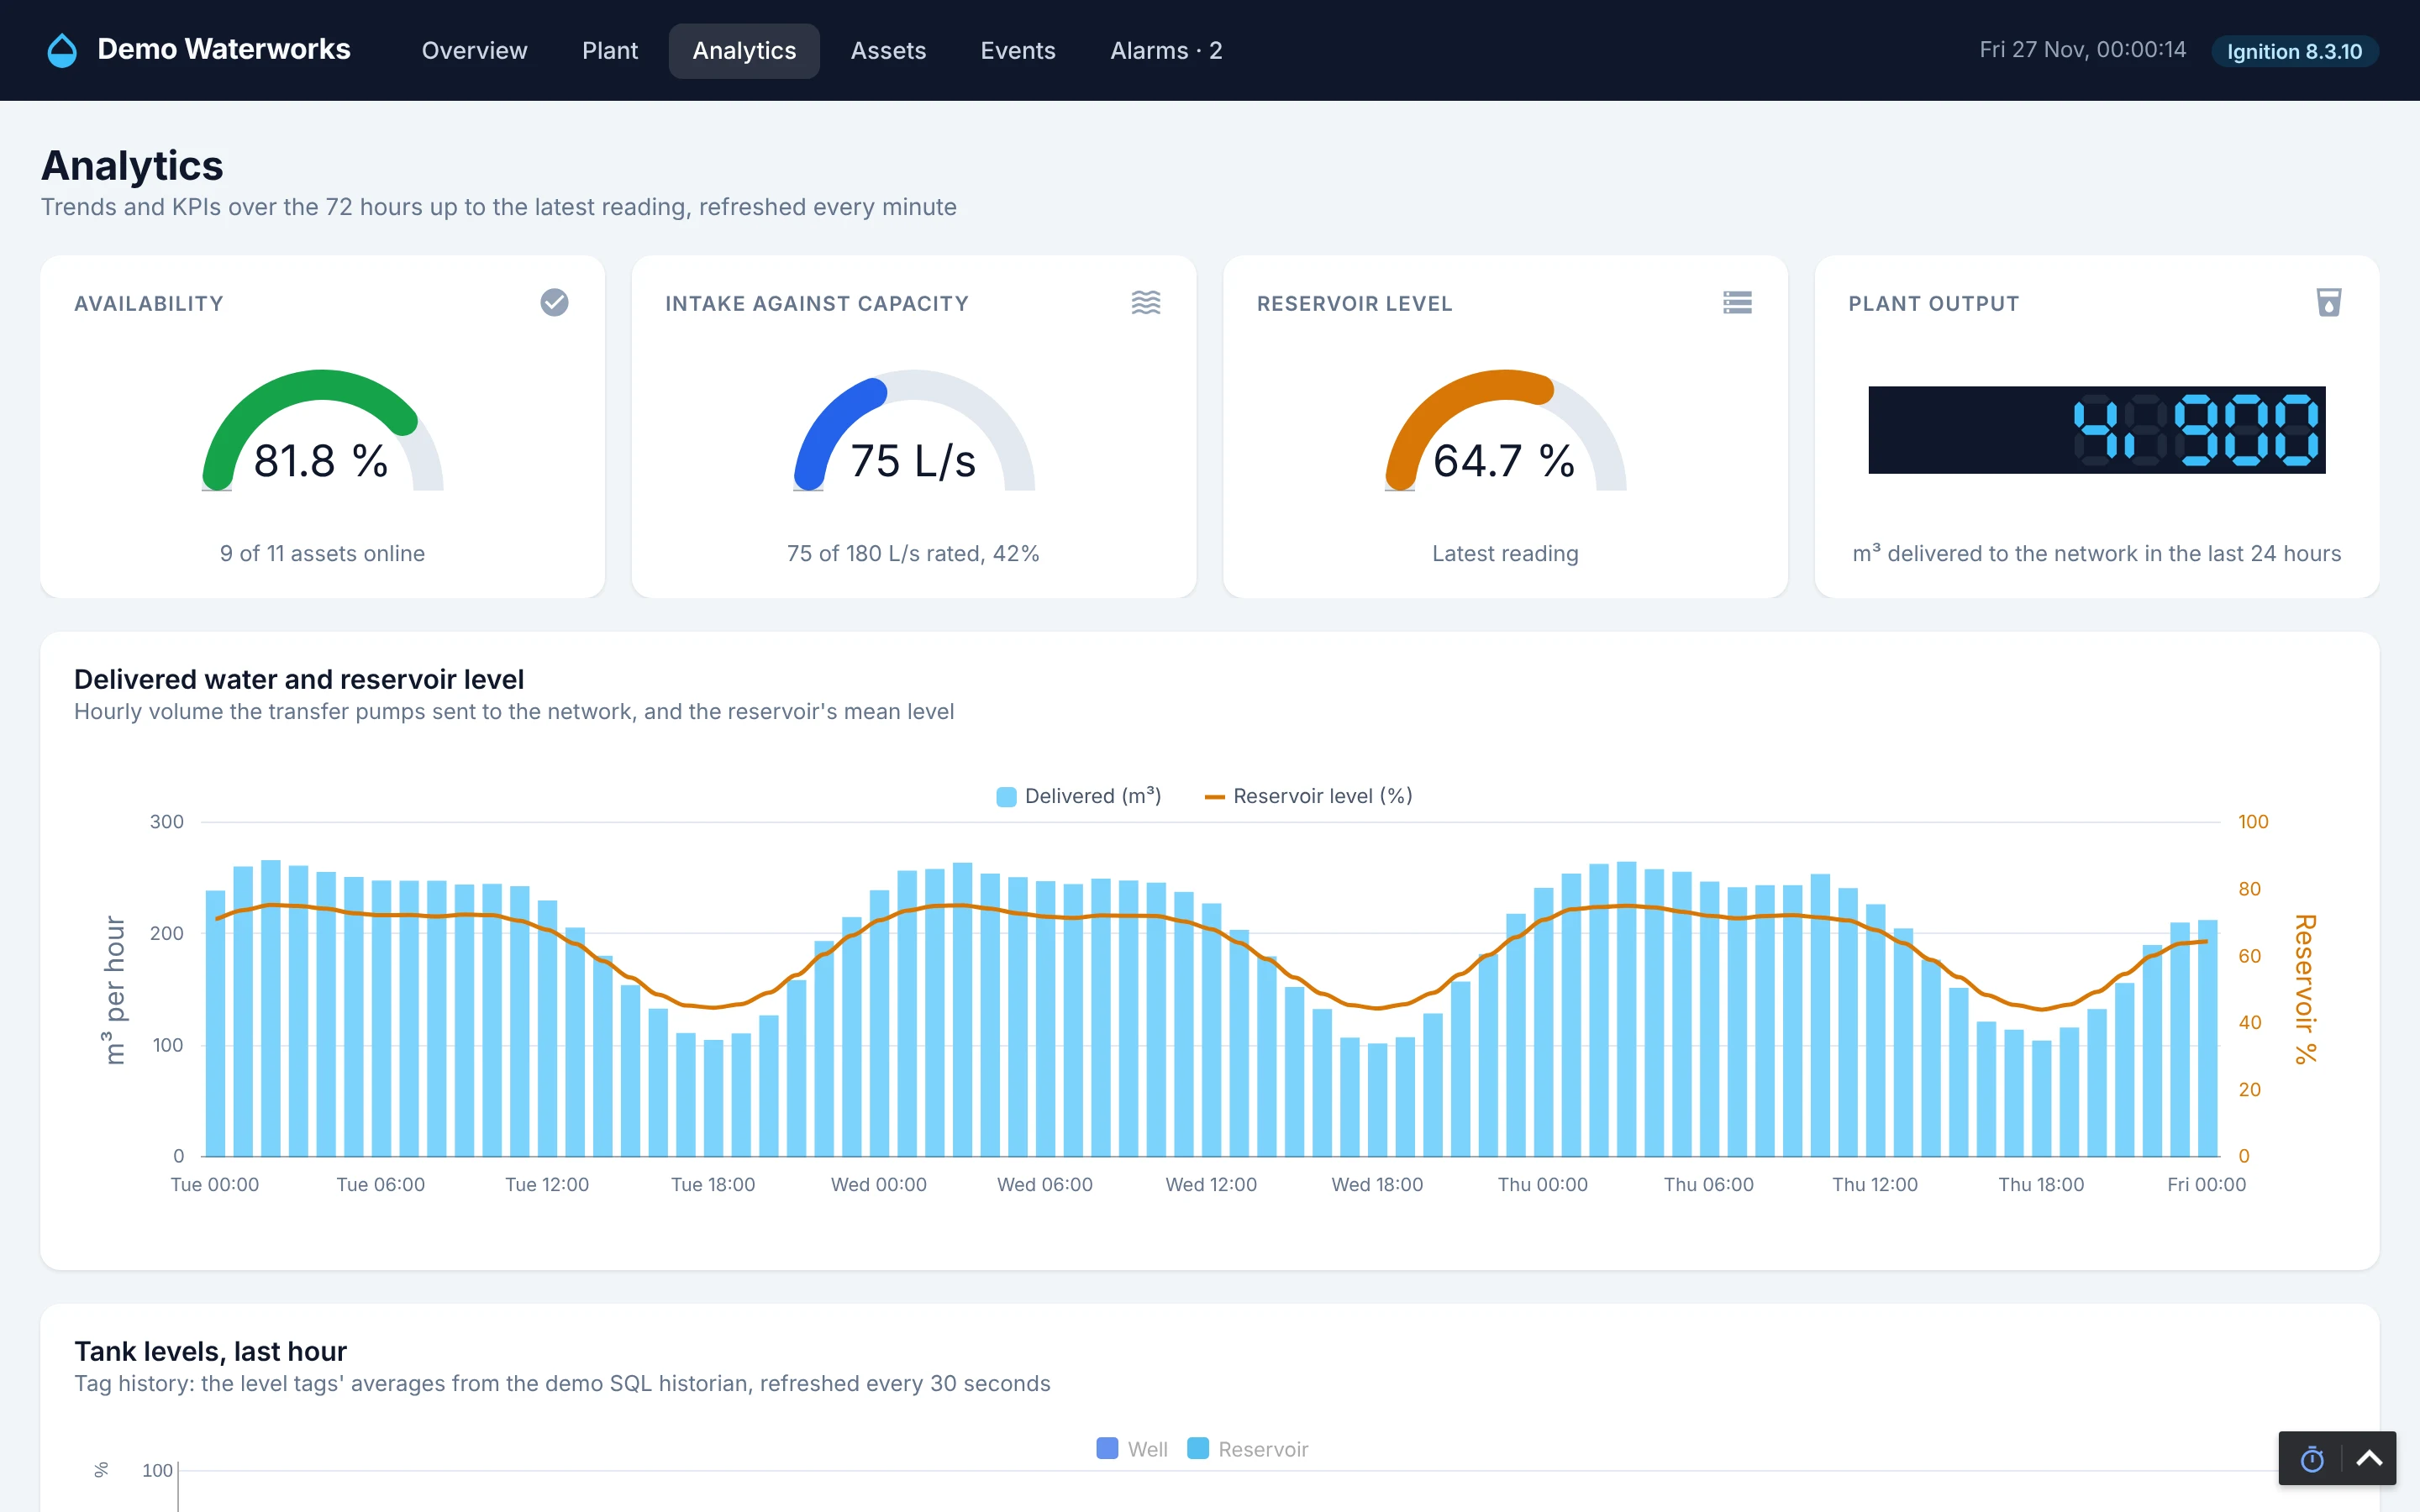 Demo Waterworks
Overview
Plant
Analytics
Assets
Events
Alarms · 2
Fri 27 Nov, 00:00:14
Ignition 8.3.10
Analytics
Trends and KPIs over the 72 hours up to the latest reading, refreshed every minute
AVAILABILITY
81.8 %
9 of 11 assets online
INTAKE AGAINST CAPACITY
75 L/s
75 of 180 L/s rated, 42%
RESERVOIR LEVEL
64.7 %
Latest reading
PLANT OUTPUT
4,900
m³ delivered to the network in the last 24 hours
Delivered water and reservoir level
Hourly volume the transfer pumps sent to the network, and the reservoir's mean level
Delivered (m³)
Reservoir level (%)
m³ per hour
300
200
100
0
100
80
60
40
20
0
Reservoir %
Tue 00:00
Tue 06:00
Tue 12:00
Tue 18:00
Wed 00:00
Wed 06:00
Wed 12:00
Wed 18:00
Thu 00:00
Thu 06:00
Thu 12:00
Thu 18:00
Fri 00:00
Tank levels, last hour
Tag history: the level tags' averages from the demo SQL historian, refreshed every 30 seconds
Well
Reservoir
%
100